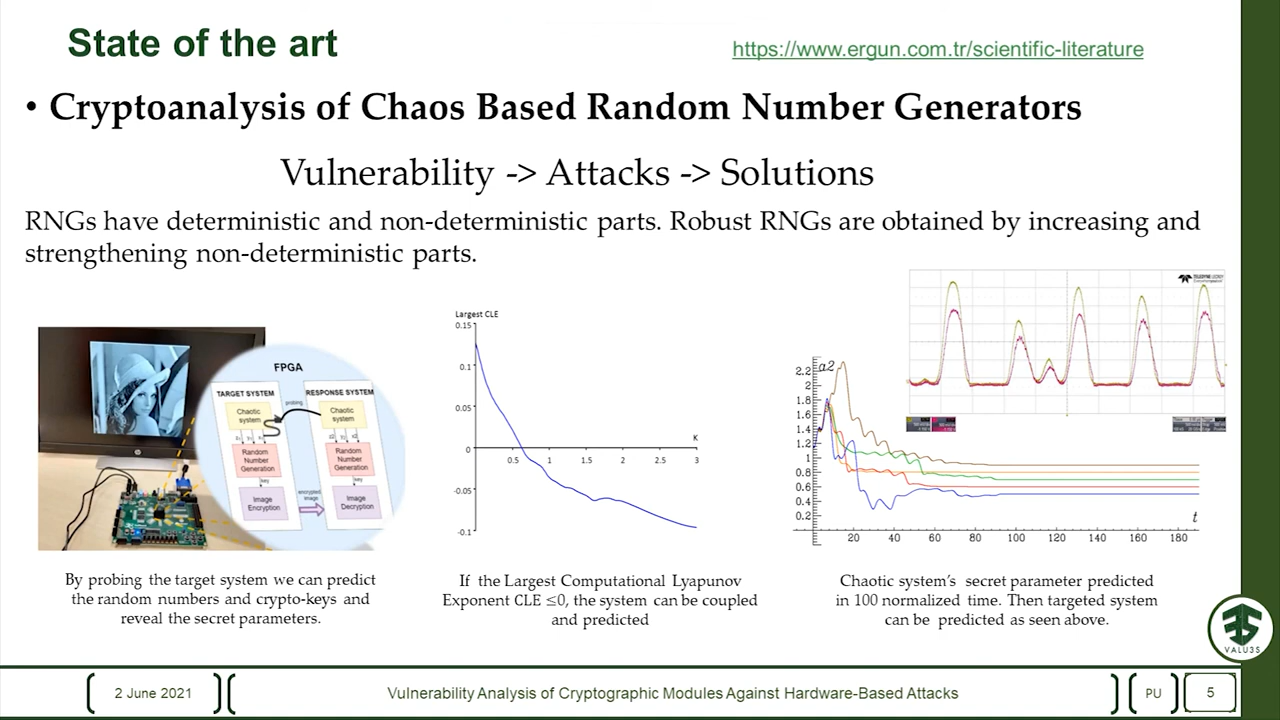 State of the art
https://www.ergun.com.tr/scientific-literature
• Cryptoanalysis of Chaos Based Random Number Generators
Vulnerability -> Attacks -> Solutions
RNGs have deterministic and non-deterministic parts. Robust RNGs are obtained by increasing and
strengthening non-deterministic parts.
FPGA
TARGET SYSTEM
RESPONSE SYSTEM
probing
Chaotic
system
Chaotic
system
Random
Number
Generation
Random
Number
Generation
key
key
encrypted
image
Image
Encryption
Image
Decryption
By probing the target system we can predict
the random numbers and crypto-keys and
reveal the secret parameters.
Largest CLE
0.15
0.1
0.05
0
-0.05
-0.1
K
0.5 1 1.5 2 2.5 3
If the Largest Computational Lyapunov
Exponent CLE ≤0, the system can be coupled
and predicted
TELEDYNE LECROY
a2
2.2
2
1.8
1.6
1.4
1.2
1
0.8
0.6
0.4
0.2
t
20 40 60 80 100 120 140 160 180
Chaotic system's secret parameter predicted
in 100 normalized time. Then targeted system
can be predicted as seen above.
VALU3S
2 June 2021
Vulnerability Analysis of Cryptographic Modules Against Hardware-Based Attacks
PU
5